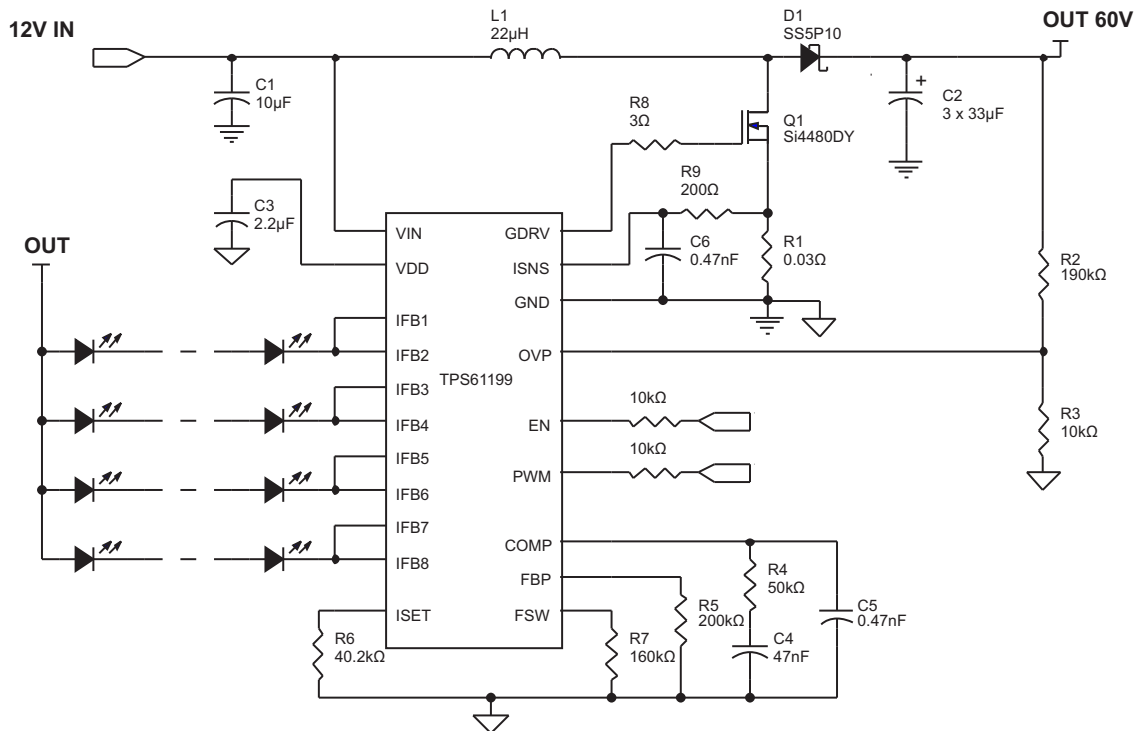 12V IN
L1
22µH
D1
SS5P10
OUT 60V
C1
10µF
R8
3Ω
Q1
Si4480DY
+
C2
3 x 33µF
C3
2.2µF
R9
200Ω
C6
0.47nF
R1
0.03Ω
R2
190kΩ
OUT
VIN
VDD
IFB1
IFB2
IFB3
IFB4
IFB5
IFB6
IFB7
IFB8
ISET
TPS61199
GDRV
ISNS
GND
OVP
EN
PWM
COMP
FBP
FSW
10kΩ
10kΩ
R3
10kΩ
R4
50kΩ
C5
0.47nF
R5
200kΩ
C4
47nF
R6
40.2kΩ
R7
160kΩ